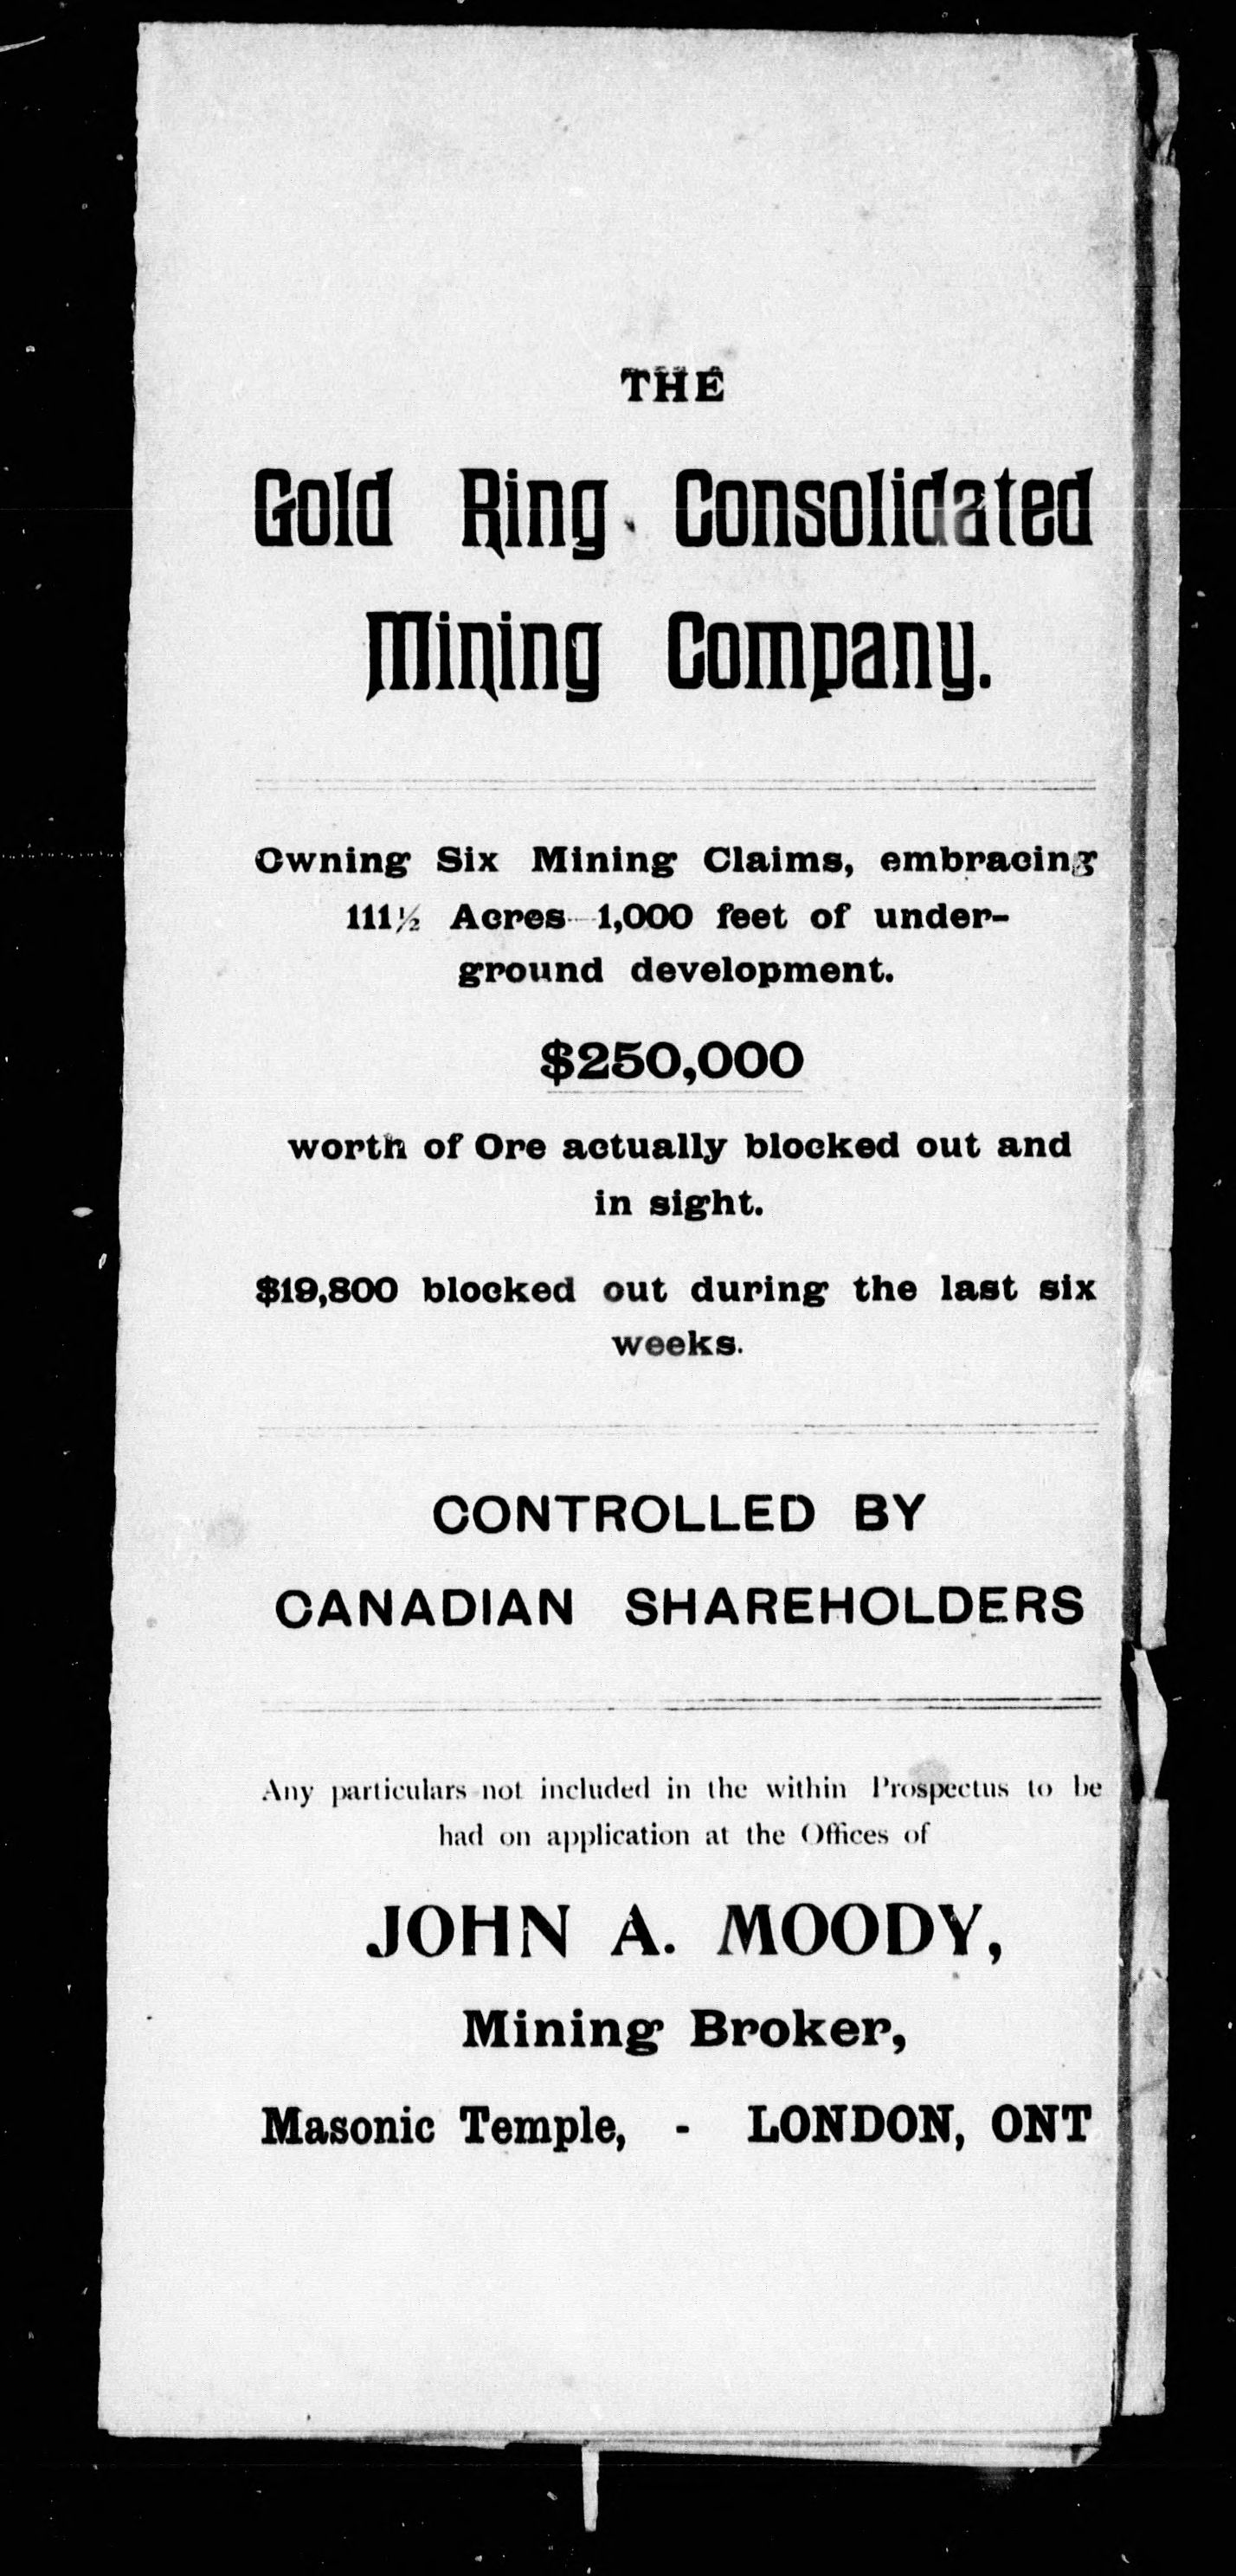 THE
Gold Ring Consolidated
Mining Company.
Owning Six Mining Claims, embracing
111½ Acres—1,000 feet of under-
ground development.
$250,000
worth of Ore actually blocked out and
in sight.
$19,800 blocked out during the last six
weeks.
CONTROLLED BY
CANADIAN SHAREHOLDERS
Any particulars not included in the within Prospectus to be
had on application at the Offices of
JOHN A. MOODY,
Mining Broker,
Masonic Temple, - LONDON, ONT